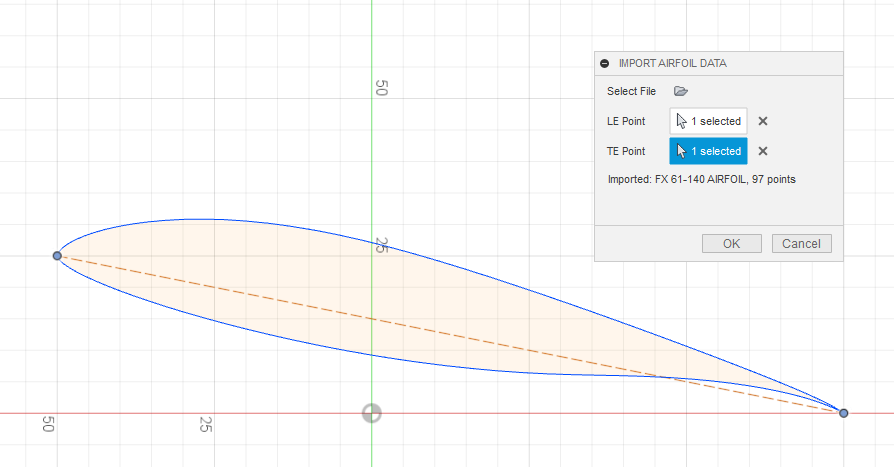 IMPORT AIRFOIL DATA
Select File
LE Point 1 selected
TE Point 1 selected
Imported: FX 61-140 AIRFOIL, 97 points
OK Cancel
50
25
50
25